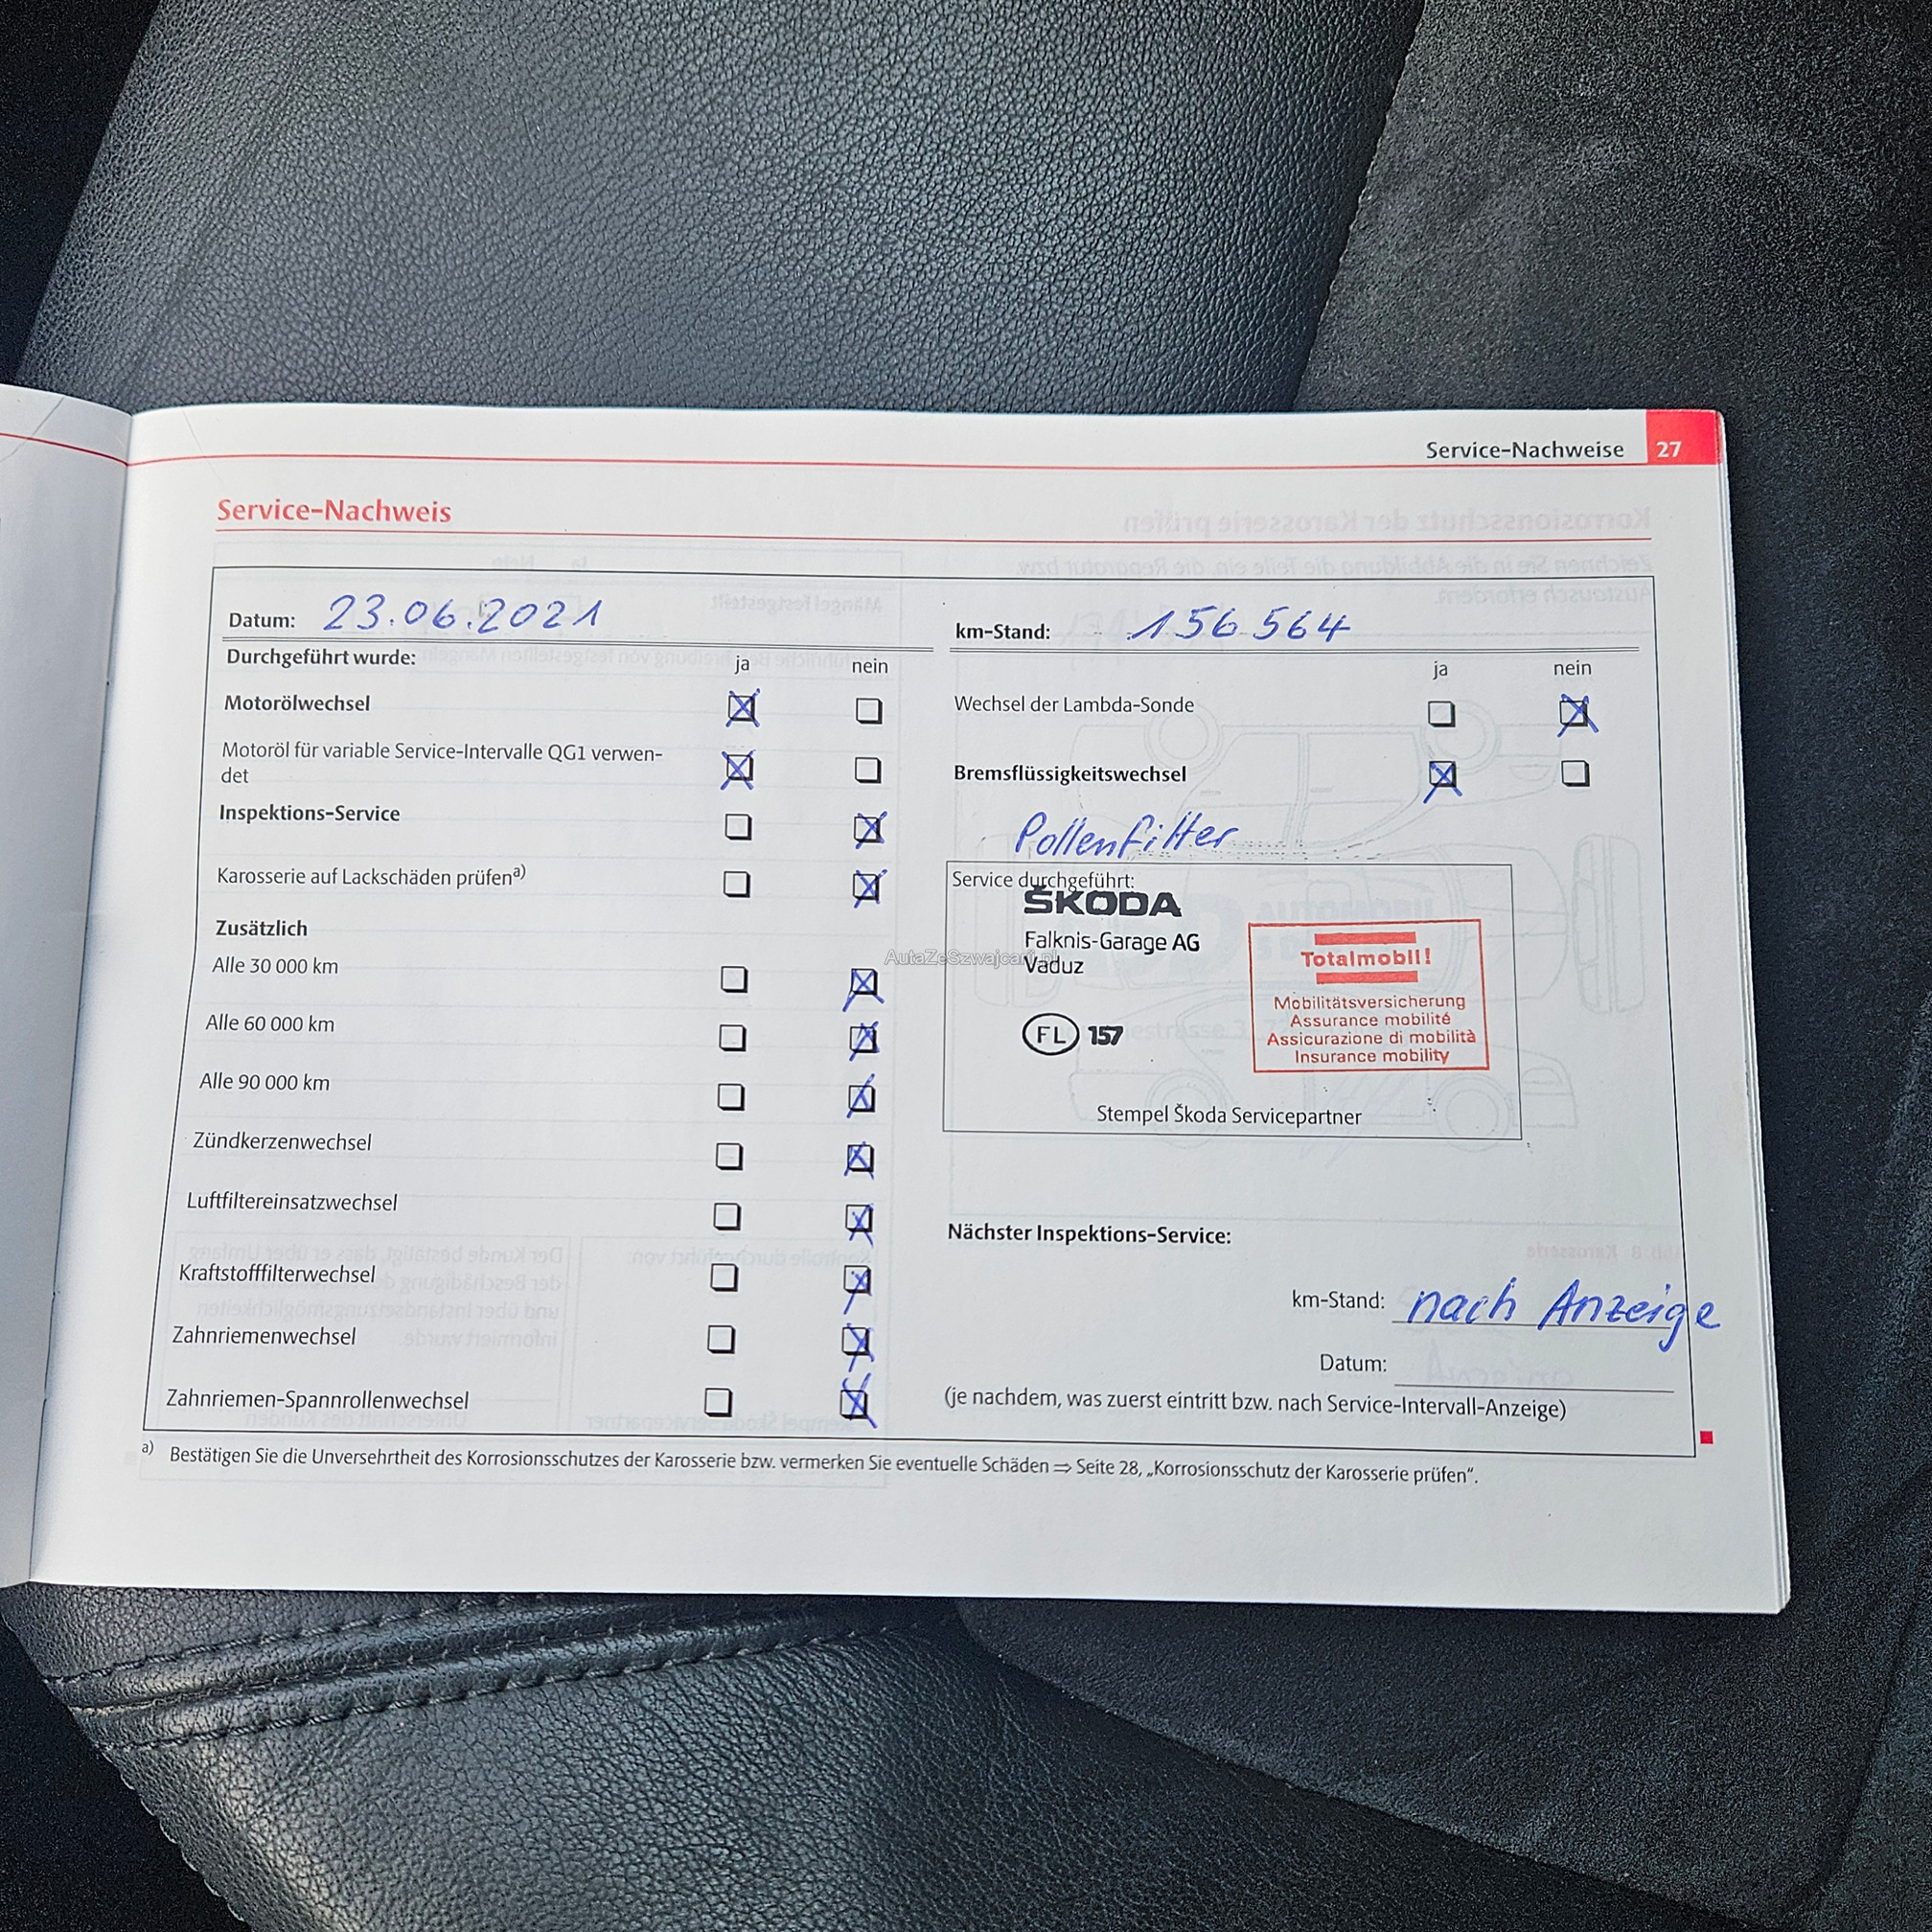 Service-Nachweise 27
Service-Nachweis
Datum: 23.06.2021
km-Stand: 156 564
Durchgeführt wurde: ja nein
Motorölwechsel
Motoröl für variable Service-Intervalle QG1 verwen-
det
Inspektions-Service
Karosserie auf Lackschäden prüfen a)
Zusätzlich
Alle 30 000 km
Alle 60 000 km
Alle 90 000 km
Zündkerzenwechsel
Luftfiltereinsatzwechsel
Kraftstofffilterwechsel
Zahnriemenwechsel
Zahnriemen-Spannrollenwechsel
ja nein
Wechsel der Lambda-Sonde
Bremsflüssigkeitswechsel
Pollenfilter
Service durchgeführt:
ŠKODA
Falknis-Garage AG
Vaduz
FL 157
Totalmobil!
Mobilitätsversicherung
Assurance mobilité
Assicurazione di mobilità
Insurance mobility
Stempel Škoda Servicepartner
AutaZeSzwajcarii.pl
Nächster Inspektions-Service:
km-Stand: nach Anzeige
Datum:
(je nachdem, was zuerst eintritt bzw. nach Service-Intervall-Anzeige)
a) Bestätigen Sie die Unversehrtheit des Korrosionsschutzes der Karosserie bzw. vermerken Sie eventuelle Schäden ⇒ Seite 28, „Korrosionsschutz der Karosserie prüfen“.